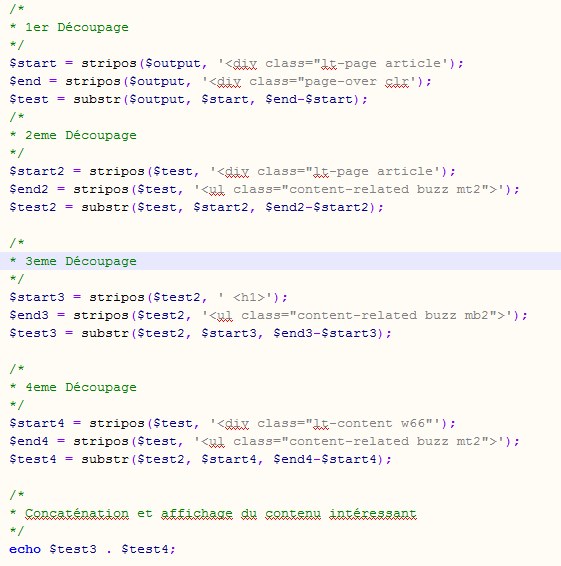 /*
* 1er Découpage
*/
$start = stripos($output, '<div class="lt-page article');
$end = stripos($output, '<div class="page-over clr');
$test = substr($output, $start, $end-$start);
/*
* 2eme Découpage
*/
$start2 = stripos($test, '<div class="lt-page article');
$end2 = stripos($test, '<ul class="content-related buzz mt2">');
$test2 = substr($test, $start2, $end2-$start2);
/*
* 3eme Découpage
*/
$start3 = stripos($test2, ' <h1>');
$end3 = stripos($test2, '<ul class="content-related buzz mb2">');
$test3 = substr($test2, $start3, $end3-$start3);
/*
* 4eme Découpage
*/
$start4 = stripos($test, '<div class="lt-content w66"');
$end4 = stripos($test, '<ul class="content-related buzz mt2">');
$test4 = substr($test2, $start4, $end4-$start4);
/*
* Concaténation et affichage du contenu intéressant
*/
echo $test3 . $test4;